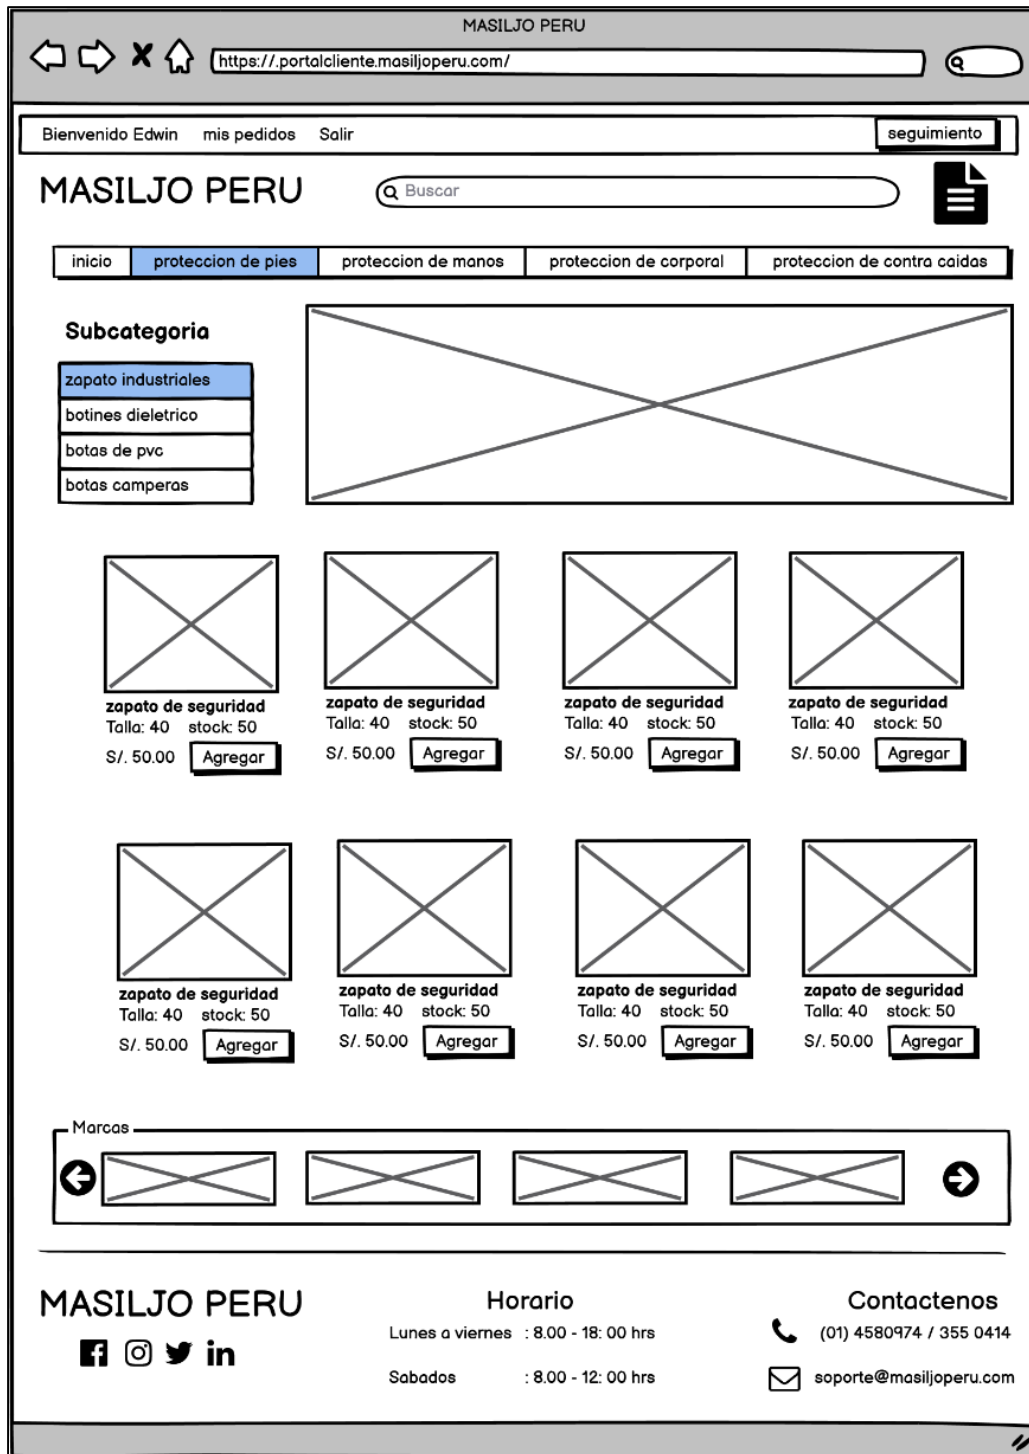 MASILJO PERU
https://.portalcliente.masiljoperu.com/
Bienvenido Edwin mis pedidos Salir seguimiento
MASILJO PERU Buscar
inicio proteccion de pies proteccion de manos proteccion de corporal proteccion de contra caidas
Subcategoria
zapato industriales
botines dieletrico
botas de pvc
botas camperas
zapato de seguridad zapato de seguridad zapato de seguridad zapato de seguridad
Talla: 40 stock: 50 Talla: 40 stock: 50 Talla: 40 stock: 50 Talla: 40 stock: 50
S/. 50.00 Agregar S/. 50.00 Agregar S/. 50.00 Agregar S/. 50.00 Agregar
zapato de seguridad zapato de seguridad zapato de seguridad zapato de seguridad
Talla: 40 stock: 50 Talla: 40 stock: 50 Talla: 40 stock: 50 Talla: 40 stock: 50
S/. 50.00 Agregar S/. 50.00 Agregar S/. 50.00 Agregar S/. 50.00 Agregar
Marcas
MASILJO PERU Horario Contactenos
Lunes a viernes : 8.00 - 18: 00 hrs (01) 4580974 / 355 0414
Sabados : 8.00 - 12: 00 hrs soporte@masiljoperu.com